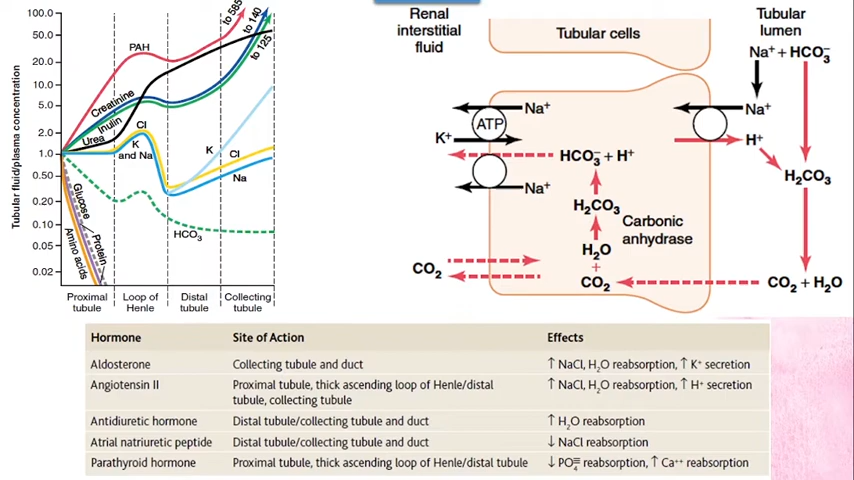 to 585
to 140
to 125
100.0
50.0
20.0
10.0
5.0
2.0
1.0
0.50
0.20
0.10
0.05
0.02
Tubular fluid/plasma concentration
PAH
Creatinine
Inulin
Urea
Cl
K
and Na
K
Cl
Na
Glucose
Protein
Amino acids
HCO3
Proximal
tubule
Loop of
Henle
Distal
tubule
Collecting
tubule
Renal
interstitial
fluid
Tubular cells
Tubular
lumen
Na+ + HCO3−
Na+
Na+
ATP
K+
H+
HCO3− + H+
H2CO3
Na+
H2CO3
Carbonic
anhydrase
H2O
+
CO2
CO2
CO2 + H2O
Hormone Site of Action Effects
Aldosterone Collecting tubule and duct ↑ NaCl, H2O reabsorption, ↑ K+ secretion
Angiotensin II Proximal tubule, thick ascending loop of Henle/distal ↑ NaCl, H2O reabsorption, ↑ H+ secretion
tubule, collecting tubule
Antidiuretic hormone Distal tubule/collecting tubule and duct ↑ H2O reabsorption
Atrial natriuretic peptide Distal tubule/collecting tubule and duct ↓ NaCl reabsorption
Parathyroid hormone Proximal tubule, thick ascending loop of Henle/distal tubule ↓ PO4≡ reabsorption, ↑ Ca++ reabsorption